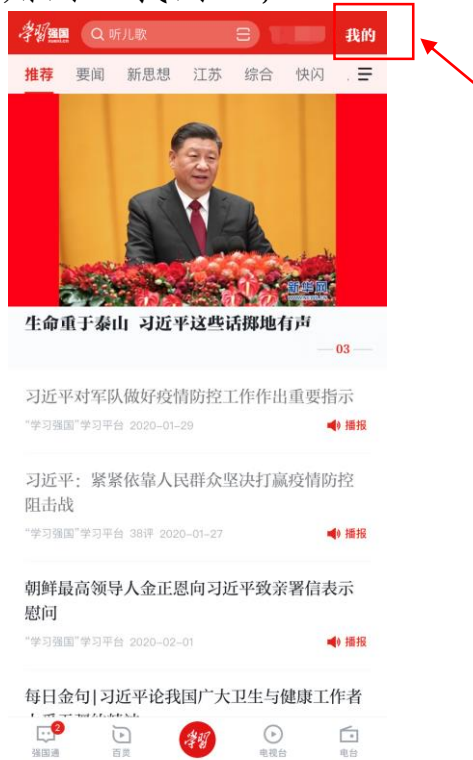 学习强国
听儿歌
我的
推荐 要闻 新思想 江苏 综合 快闪
新华网
生命重于泰山 习近平这些话掷地有声
03
习近平对军队做好疫情防控工作作出重要指示
“学习强国”学习平台 2020-01-29 播报
习近平：紧紧依靠人民群众坚决打赢疫情防控
阻击战
“学习强国”学习平台 38评 2020-01-27 播报
朝鲜最高领导人金正恩向习近平致亲署信表示
慰问
“学习强国”学习平台 2020-02-01 播报
每日金句|习近平论我国广大卫生与健康工作者
2
强国通 百灵 学习 电视台 电台